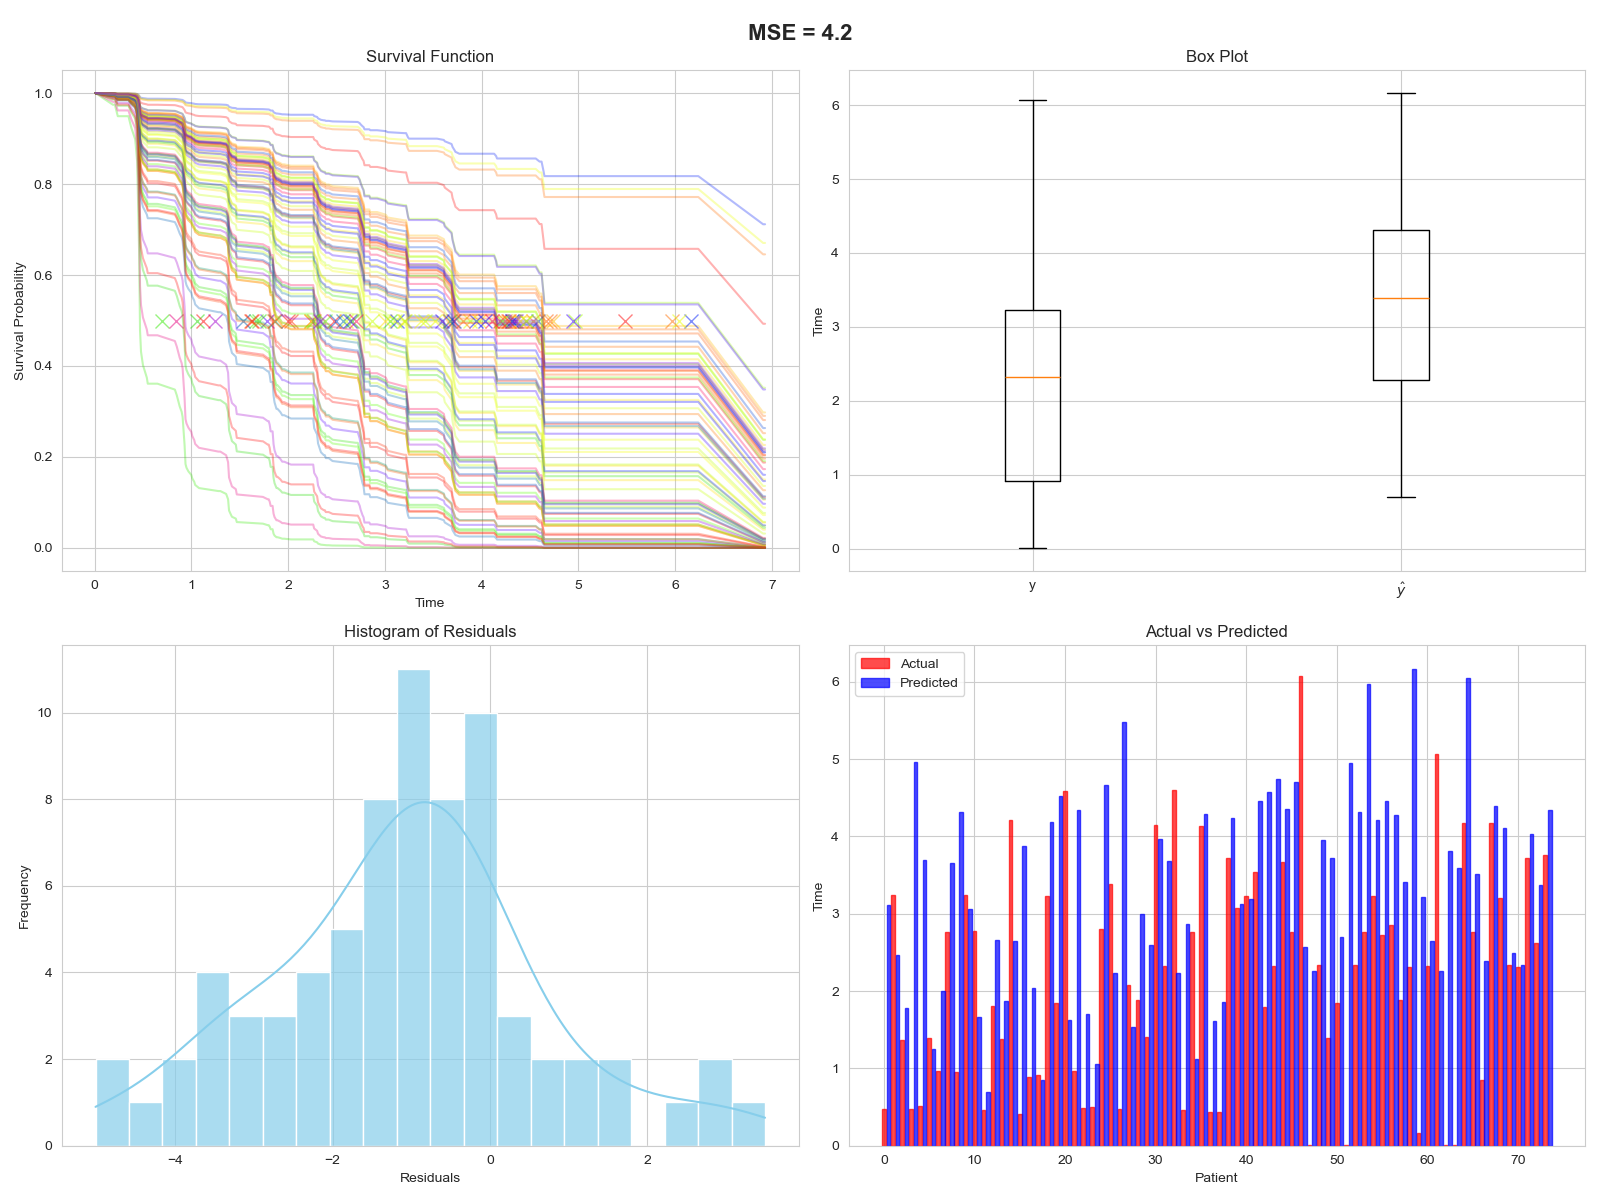 MSE = 4.2
Survival Function
1.0
0.8
0.6
0.4
0.2
0.0
Survival Probability
0 1 2 3 4 5 6 7
Time
Box Plot
6
5
4
3
2
1
0
Time
y ŷ
Histogram of Residuals
10
8
6
4
2
0
Frequency
−4 −2 0 2
Residuals
Actual vs Predicted
Actual
Predicted
6
5
4
3
2
1
0
Time
0 10 20 30 40 50 60 70
Patient